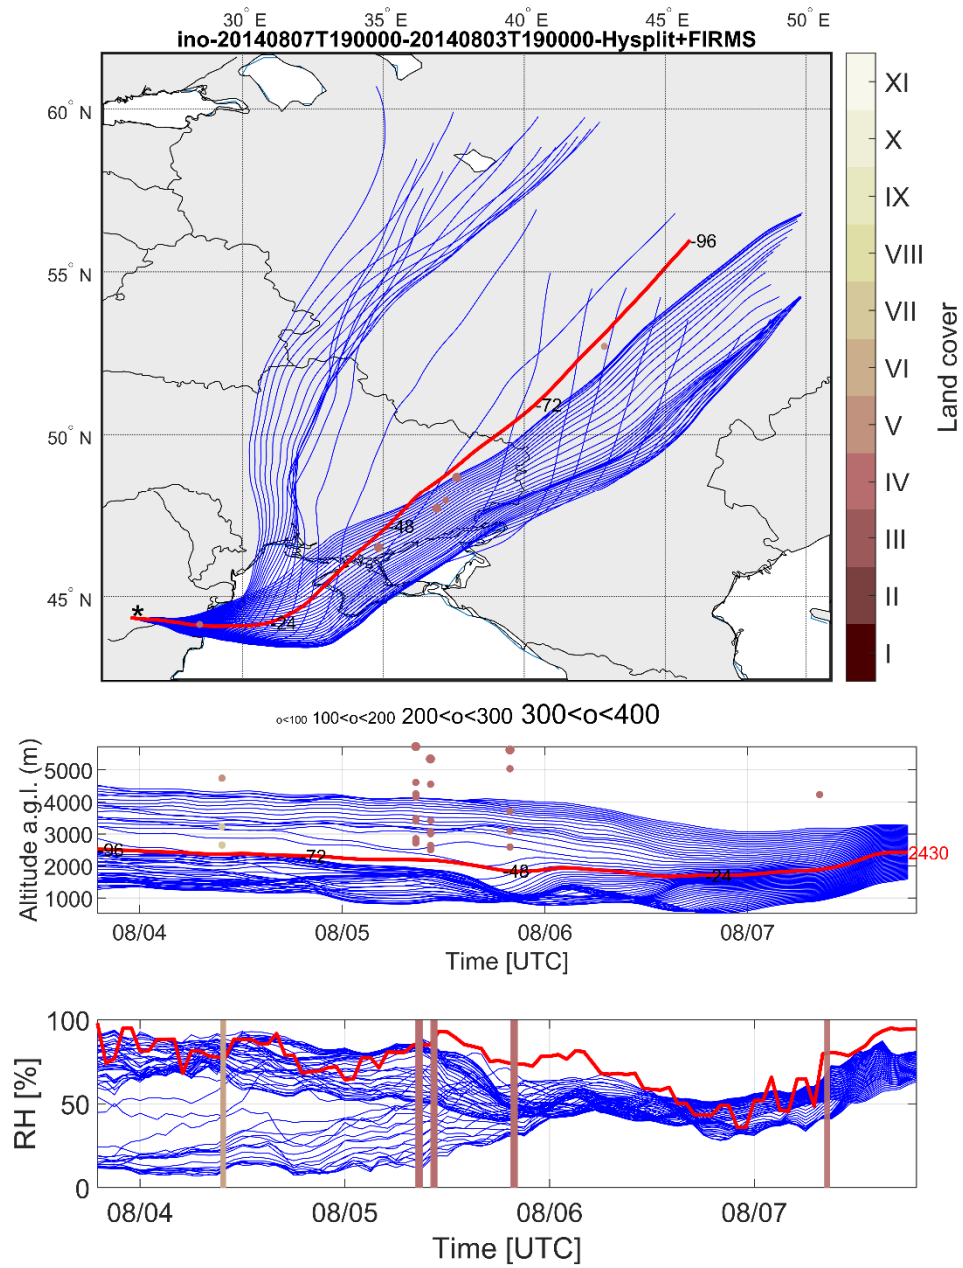 30° E 35° E 40° E 45° E 50° E
ino-20140807T190000-20140803T190000-Hysplit+FIRMS
60° N
55° N
50° N
45° N
-96
-72
-48
-24
*
XI
X
IX
VIII
VII
VI
V
IV
III
II
I
Land cover
o<100 100<o<200 200<o<300 300<o<400
Altitude a.g.l. (m)
5000
4000
3000
2000
1000
-96
-72
-48
-24
2430
08/04 08/05 08/06 08/07
Time [UTC]
RH [%]
100
50
0
08/04 08/05 08/06 08/07
Time [UTC]